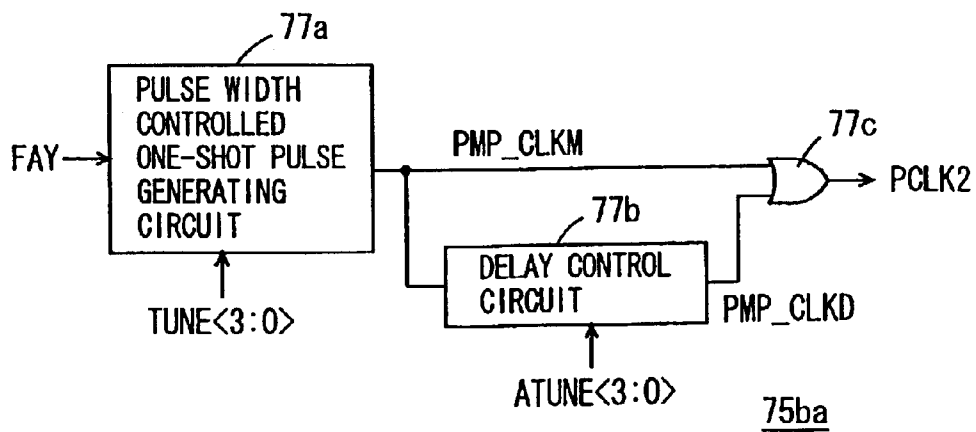 77a
PULSE WIDTH
CONTROLLED
ONE-SHOT PULSE
GENERATING
CIRCUIT
FAY
TUNE<3:0>
PMP_CLKM
77b
DELAY CONTROL
CIRCUIT
PMP_CLKD
ATUNE<3:0>
77c
PCLK2
75ba